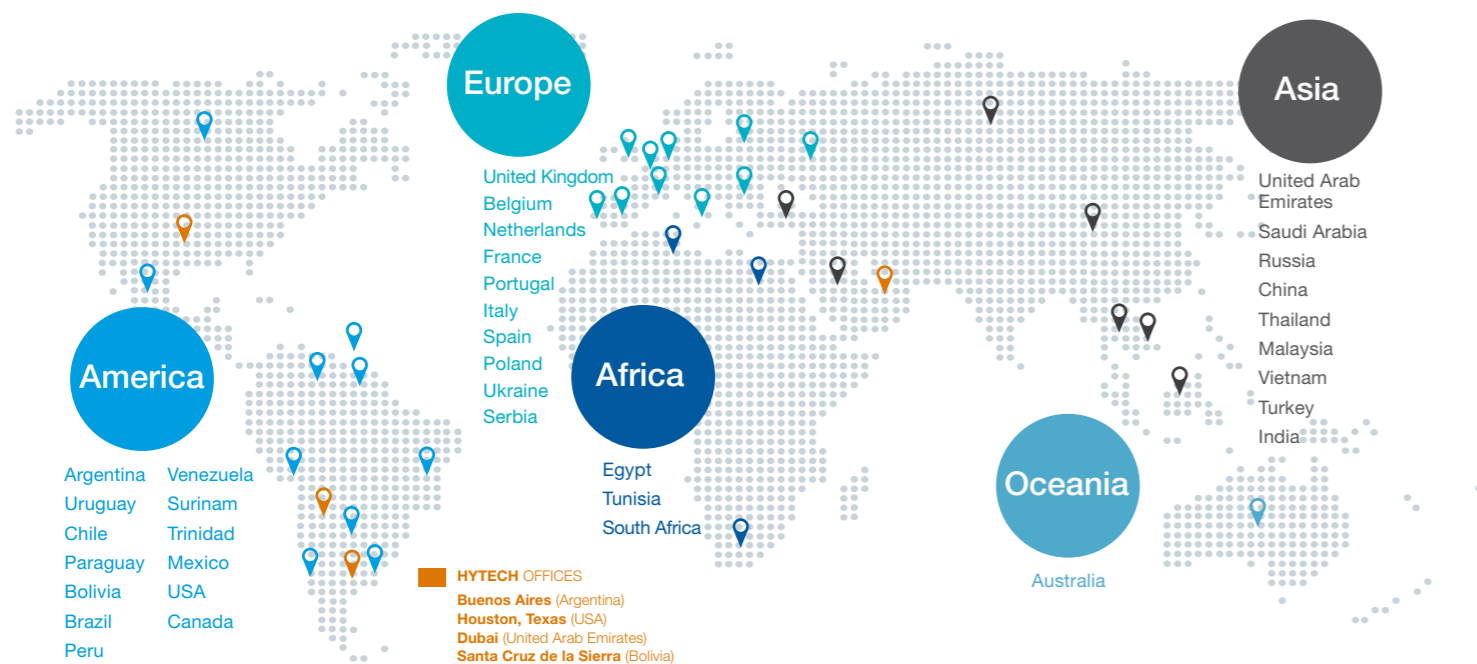 Europe
United Kingdom
Belgium
Netherlands
France
Portugal
Italy
Spain
Poland
Ukraine
Serbia
Asia
United Arab
Emirates
Saudi Arabia
Russia
China
Thailand
Malaysia
Vietnam
Turkey
India
America
Argentina
Uruguay
Chile
Paraguay
Bolivia
Brazil
Peru
Venezuela
Surinam
Trinidad
Mexico
USA
Canada
Africa
Egypt
Tunisia
South Africa
Oceania
Australia
HYTECH OFFICES
Buenos Aires (Argentina)
Houston, Texas (USA)
Dubai (United Arab Emirates)
Santa Cruz de la Sierra (Bolivia)